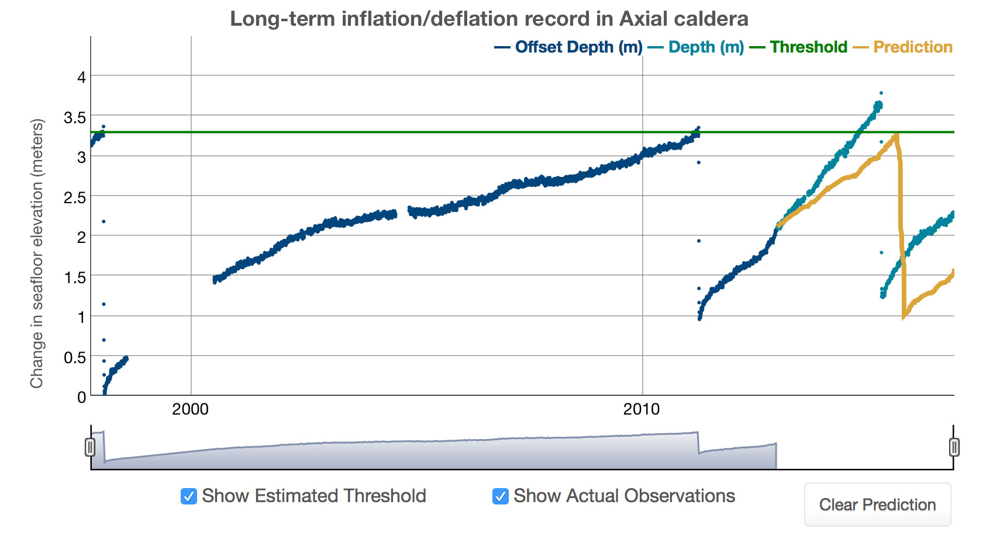 Long-term inflation/deflation record in Axial caldera
Offset Depth (m) Depth (m) Threshold Prediction
Change in seafloor elevation (meters)
4
3.5
3
2.5
2
1.5
1
0.5
0
2000 2010
Show Estimated Threshold Show Actual Observations Clear Prediction